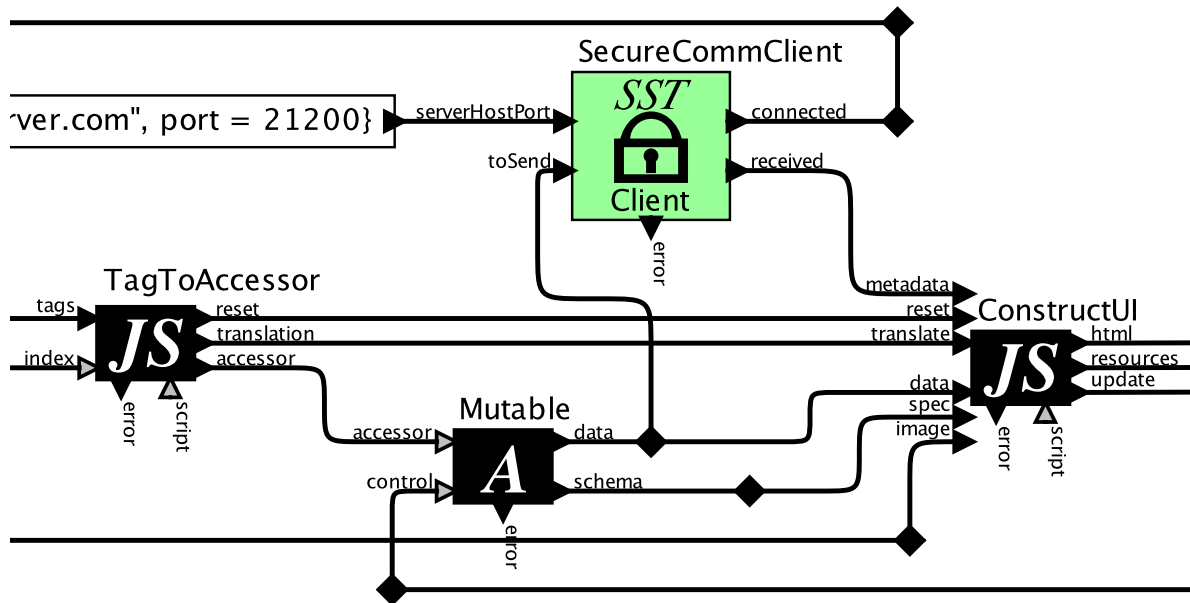 SecureCommClient
SST
rver.com", port = 21200}
serverHostPort
connected
toSend
received
Client
error
TagToAccessor
metadata
tags
reset
reset
ConstructUI
JS
translation
translate
JS
html
index
accessor
resources
data
update
error
script
Mutable
spec
accessor
data
image
error
script
A
control
schema
error